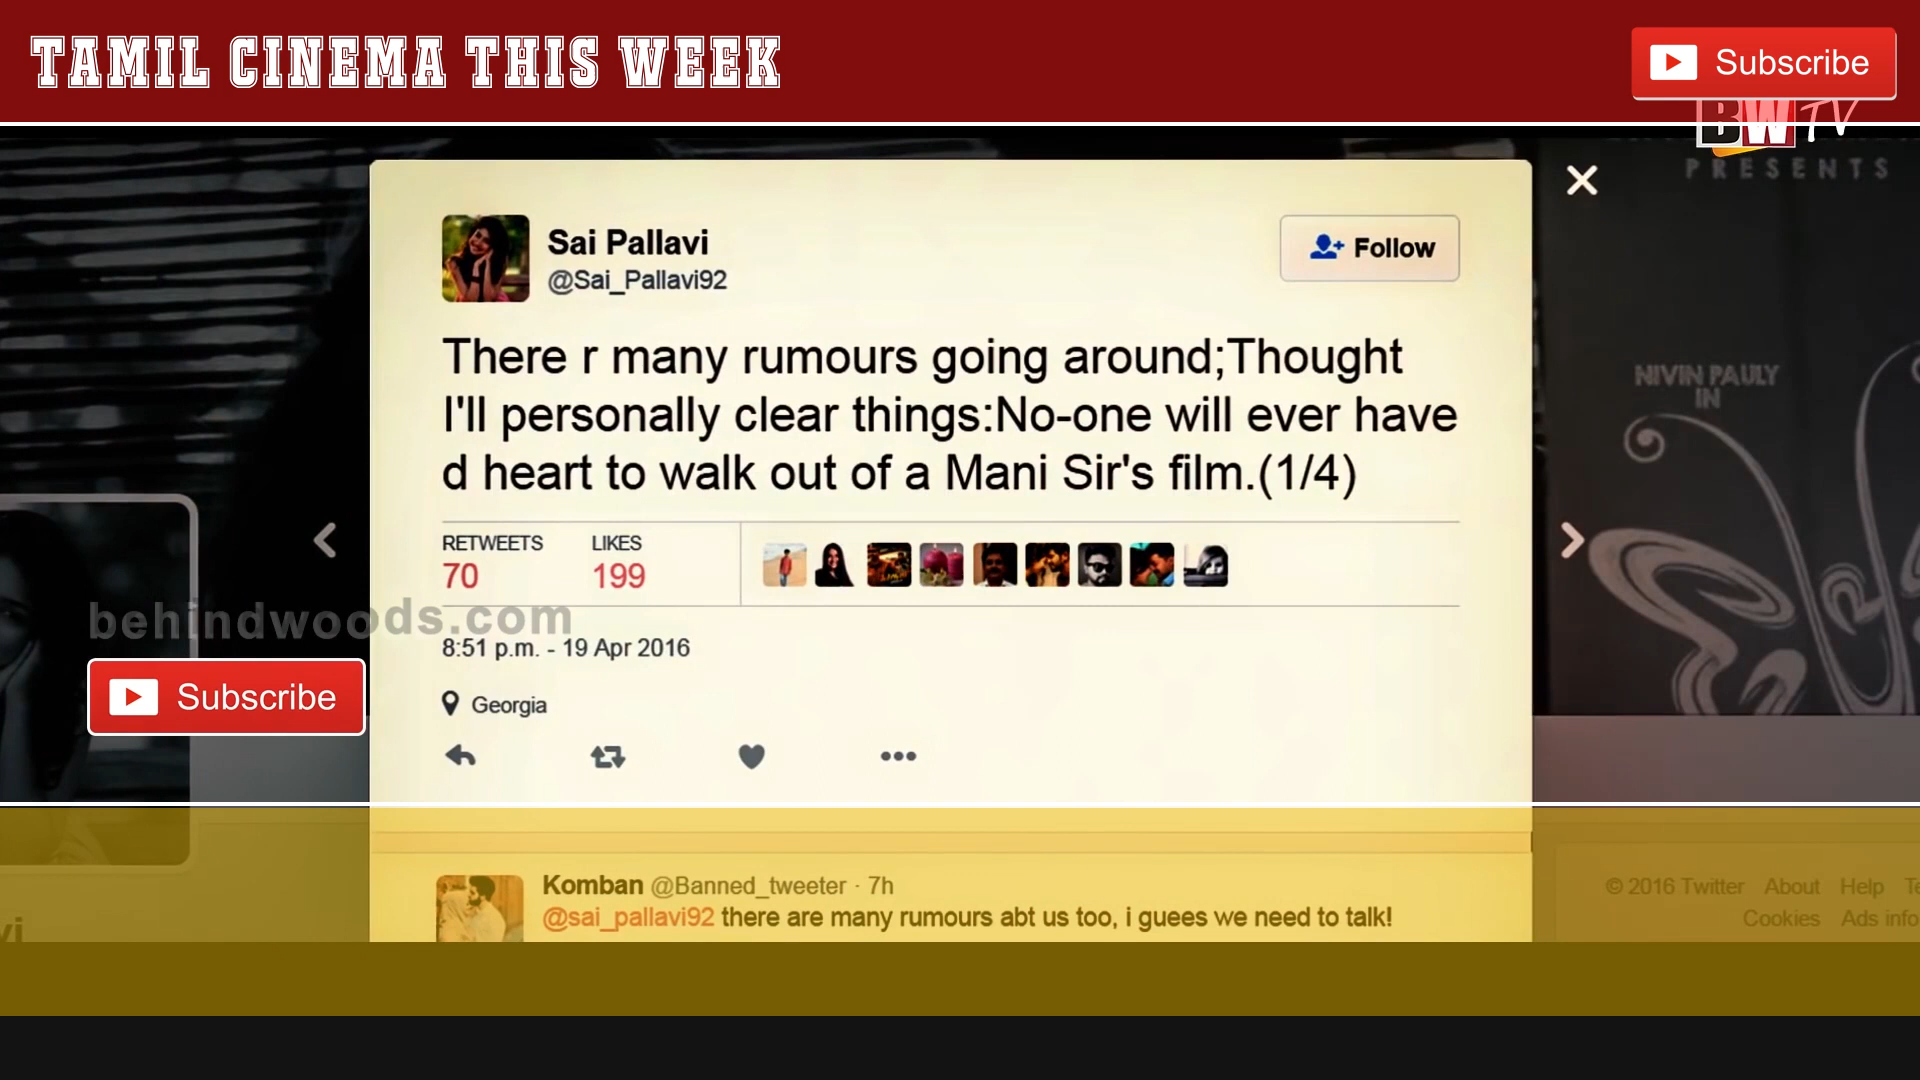 TAMIL CINEMA THIS WEEK
Subscribe
BW TV
PRESENTS
Sai Pallavi
@Sai_Pallavi92
Follow
There r many rumours going around;Thought
I'll personally clear things:No-one will ever have
d heart to walk out of a Mani Sir's film.(1/4)
NIVIN PAULY
IN
RETWEETS LIKES
70 199
behindwoods.com
8:51 p.m. - 19 Apr 2016
Subscribe
Georgia
Komban @Banned_tweeter · 7h
@sai_pallavi92 there are many rumours abt us too, i guees we need to talk!
© 2016 Twitter About Help
Cookies Ads info
vi